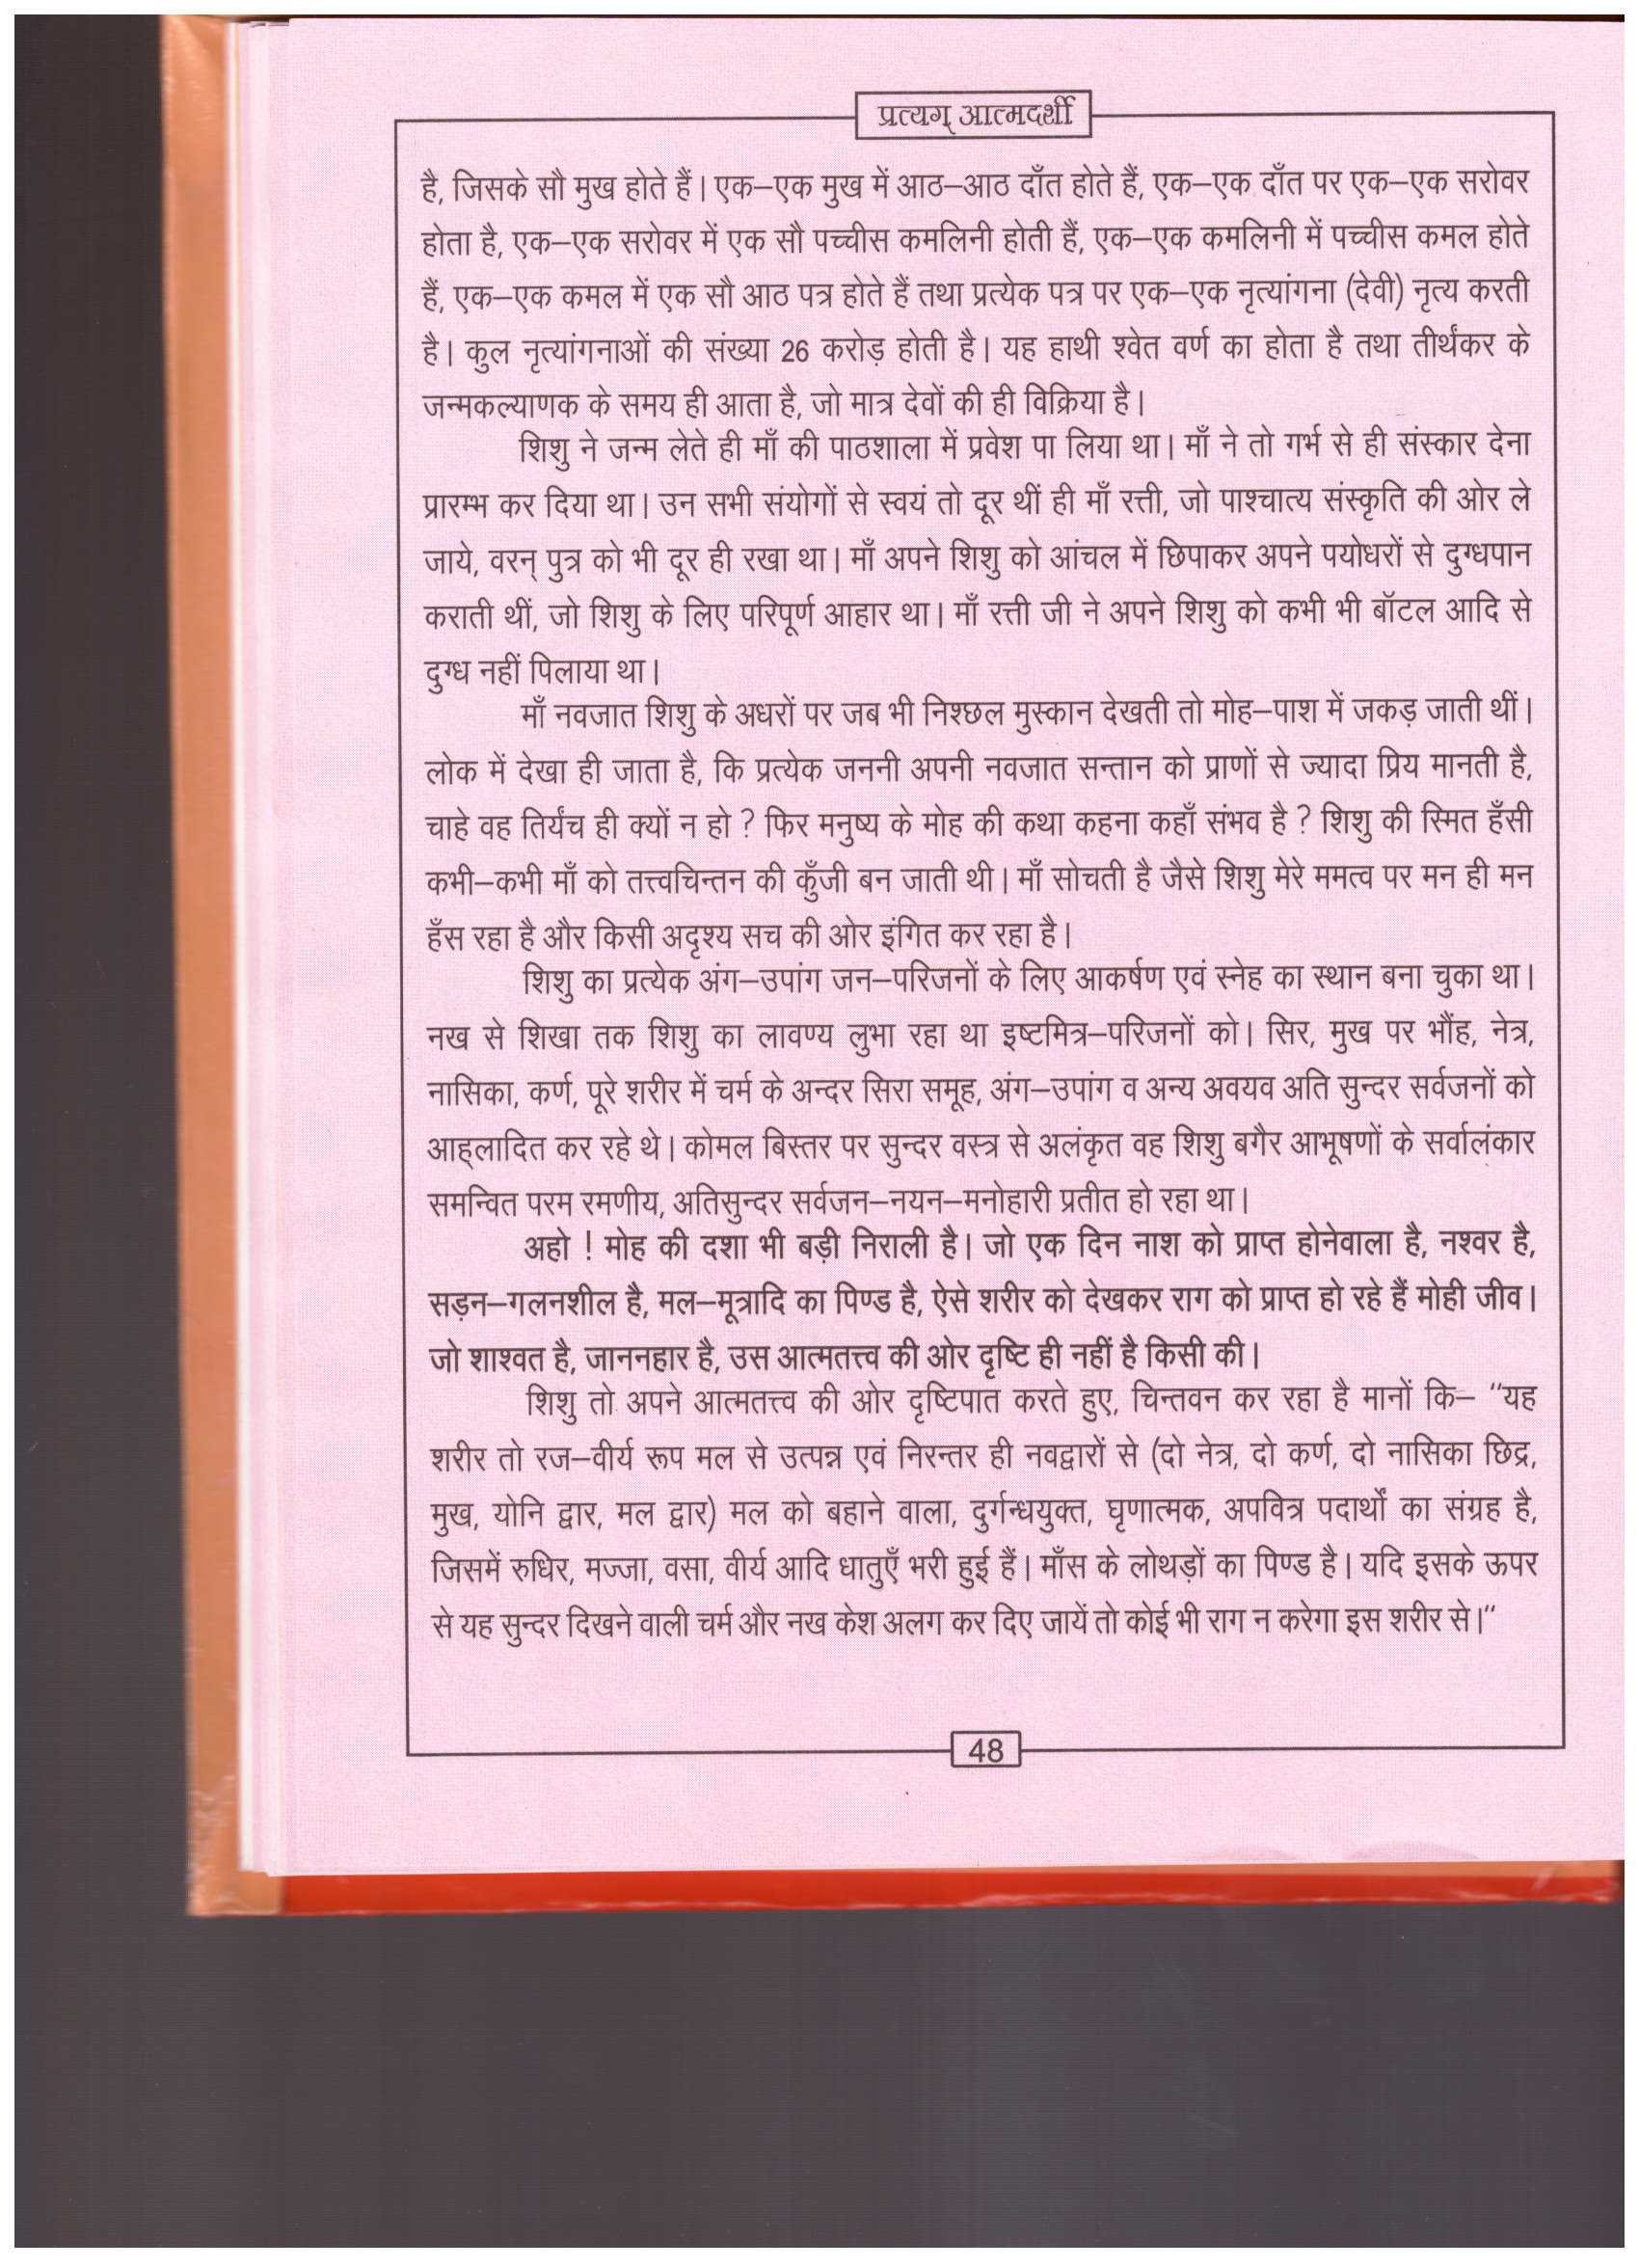 प्रत्यग् आत्मदर्शी
है, जिसके सौ मुख होते हैं। एक–एक मुख में आठ–आठ दाँत होते हैं, एक–एक दाँत पर एक–एक सरोवर
होता है, एक–एक सरोवर में एक सौ पच्चीस कमलिनी होती हैं, एक–एक कमलिनी में पच्चीस कमल होते
हैं, एक–एक कमल में एक सौ आठ पत्र होते हैं तथा प्रत्येक पत्र पर एक–एक नृत्यांगना (देवी) नृत्य करती
है। कुल नृत्यांगनाओं की संख्या 26 करोड़ होती है। यह हाथी श्वेत वर्ण का होता है तथा तीर्थंकर के
जन्मकल्याणक के समय ही आता है, जो मात्र देवों की ही विक्रिया है।
शिशु ने जन्म लेते ही माँ की पाठशाला में प्रवेश पा लिया था। माँ ने तो गर्भ से ही संस्कार देना
प्रारम्भ कर दिया था। उन सभी संयोगों से स्वयं तो दूर थीं ही माँ रत्ती, जो पाश्चात्य संस्कृति की ओर ले
जाये, वरन् पुत्र को भी दूर ही रखा था। माँ अपने शिशु को आंचल में छिपाकर अपने पयोधरों से दुग्धपान
कराती थीं, जो शिशु के लिए परिपूर्ण आहार था। माँ रत्ती जी ने अपने शिशु को कभी भी बॉटल आदि से
दुग्ध नहीं पिलाया था।
माँ नवजात शिशु के अधरों पर जब भी निश्छल मुस्कान देखती तो मोह–पाश में जकड़ जाती थीं।
लोक में देखा ही जाता है, कि प्रत्येक जननी अपनी नवजात सन्तान को प्राणों से ज्यादा प्रिय मानती है,
चाहे वह तिर्यंच ही क्यों न हो ? फिर मनुष्य के मोह की कथा कहना कहाँ संभव है ? शिशु की स्मित हँसी
कभी–कभी माँ को तत्त्वचिन्तन की कुँजी बन जाती थी। माँ सोचती है जैसे शिशु मेरे ममत्व पर मन ही मन
हँस रहा है और किसी अदृश्य सच की ओर इंगित कर रहा है।
शिशु का प्रत्येक अंग–उपांग जन–परिजनों के लिए आकर्षण एवं स्नेह का स्थान बना चुका था।
नख से शिखा तक शिशु का लावण्य लुभा रहा था इष्टमित्र–परिजनों को। सिर, मुख पर भौंह, नेत्र,
नासिका, कर्ण, पूरे शरीर में चर्म के अन्दर सिरा समूह, अंग–उपांग व अन्य अवयव अति सुन्दर सर्वजनों को
आह्लादित कर रहे थे। कोमल बिस्तर पर सुन्दर वस्त्र से अलंकृत वह शिशु बगैर आभूषणों के सर्वालंकार
समन्वित परम रमणीय, अतिसुन्दर सर्वजन–नयन–मनोहारी प्रतीत हो रहा था।
अहो ! मोह की दशा भी बड़ी निराली है। जो एक दिन नाश को प्राप्त होनेवाला है, नश्वर है,
सड़न–गलनशील है, मल–मूत्रादि का पिण्ड है, ऐसे शरीर को देखकर राग को प्राप्त हो रहे हैं मोही जीव।
जो शाश्वत है, जाननहार है, उस आत्मतत्त्व की ओर दृष्टि ही नहीं है किसी की।
शिशु तो अपने आत्मतत्त्व की ओर दृष्टिपात करते हुए, चिन्तवन कर रहा है मानों कि– "यह
शरीर तो रज–वीर्य रूप मल से उत्पन्न एवं निरन्तर ही नवद्वारों से (दो नेत्र, दो कर्ण, दो नासिका छिद्र,
मुख, योनि द्वार, मल द्वार) मल को बहाने वाला, दुर्गन्धयुक्त, घृणात्मक, अपवित्र पदार्थों का संग्रह है,
जिसमें रुधिर, मज्जा, वसा, वीर्य आदि धातुएँ भरी हुई हैं। माँस के लोथड़ों का पिण्ड है। यदि इसके ऊपर
से यह सुन्दर दिखने वाली चर्म और नख केश अलग कर दिए जायें तो कोई भी राग न करेगा इस शरीर से।"
48